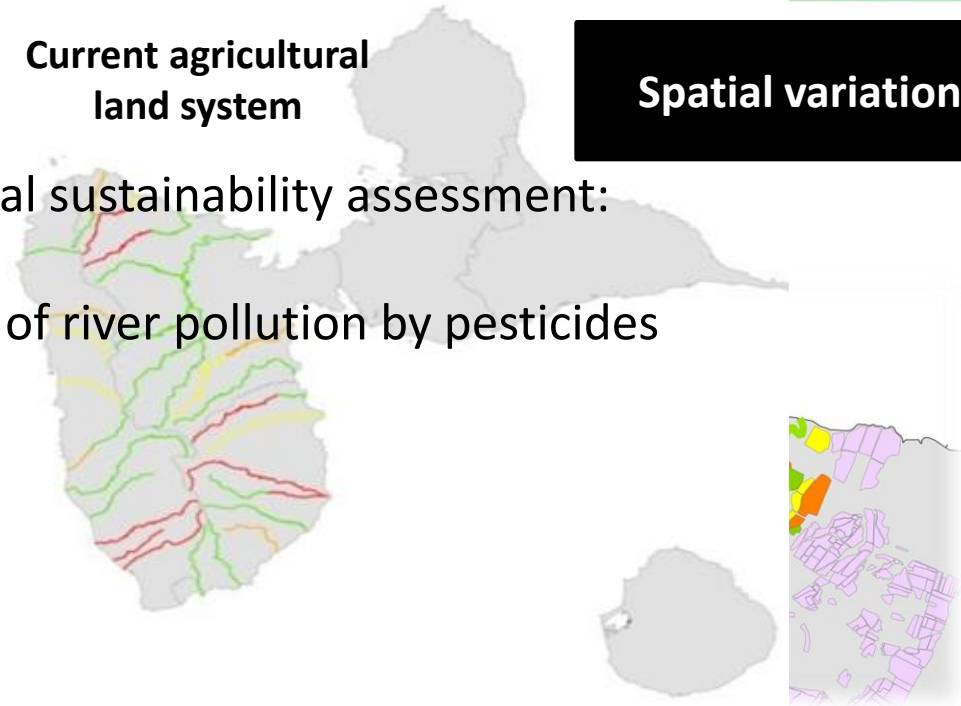 Current agricultural
land system
Spatial variation
al sustainability assessment:
of river pollution by pesticides